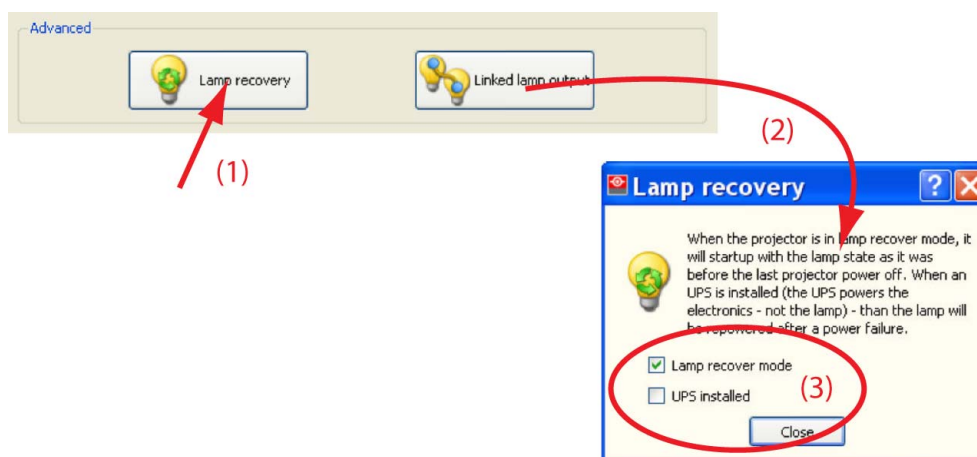 Advanced
Lamp recovery
Linked lamp output
(1)
(2)
Lamp recovery
When the projector is in lamp recover mode, it
will startup with the lamp state as it was
before the last projector power off. When an
UPS is installed (the UPS powers the
electronics - not the lamp) - than the lamp will
be repowered after a power failure.
Lamp recover mode
UPS installed
(3)
Close